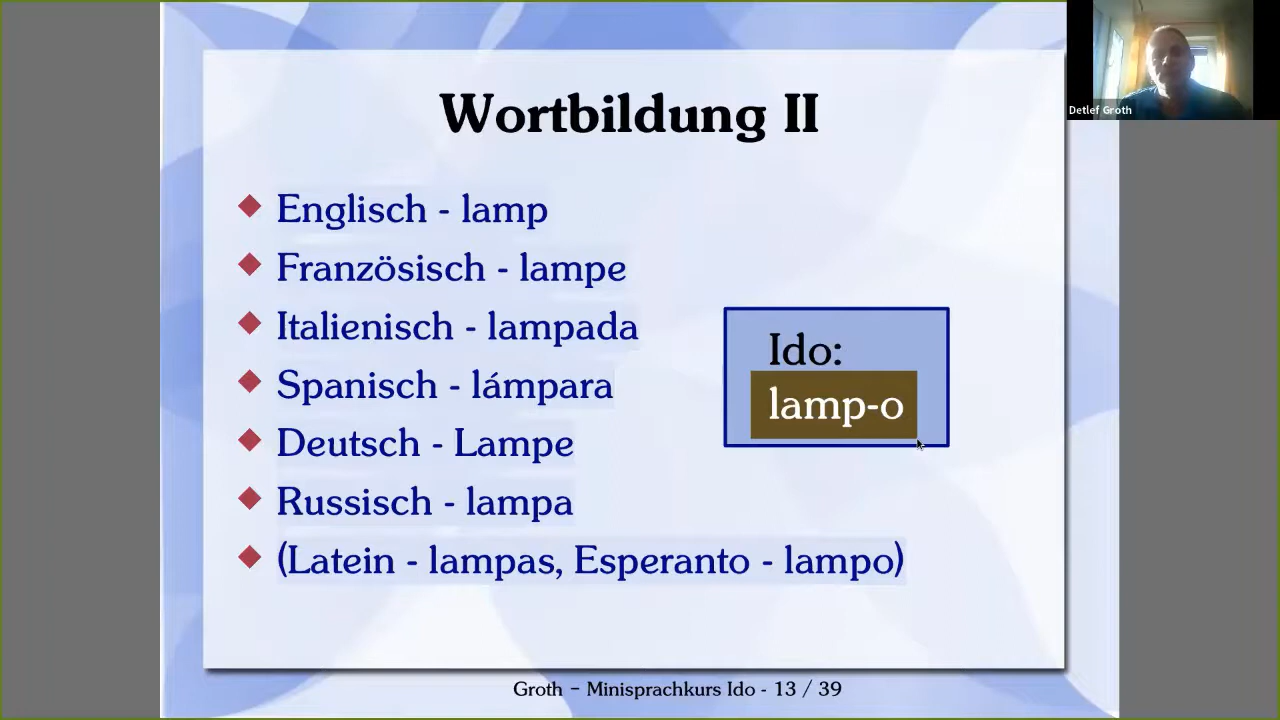 Wortbildung II
Englisch - lamp
Französisch - lampe
Italienisch - lampada
Spanisch - lámpara
Deutsch - Lampe
Russisch - lampa
(Latein - lampas, Esperanto - lampo)
Ido:
lamp-o
Groth - Minisprachkurs Ido - 13 / 39
Detlef Groth